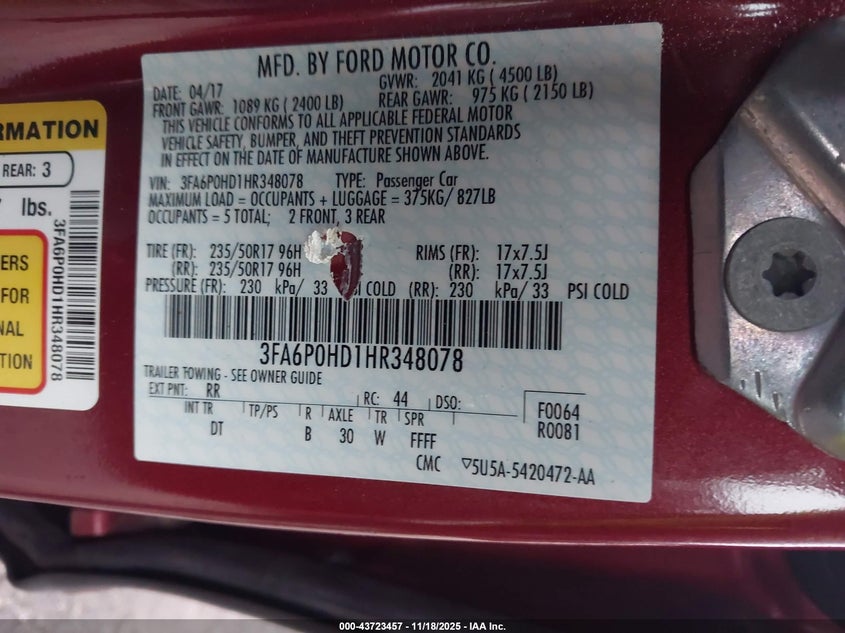 RMATION
REAR: 3
lbs.
ERS
FOR
NAL
TION
3FA6P0HD1HR348078
MFD. BY FORD MOTOR CO.
DATE: 04/17 GVWR: 2041 KG ( 4500 LB)
FRONT GAWR: 1089 KG ( 2400 LB) REAR GAWR: 975 KG ( 2150 LB)
THIS VEHICLE CONFORMS TO ALL APPLICABLE FEDERAL MOTOR
VEHICLE SAFETY, BUMPER, AND THEFT PREVENTION STANDARDS
IN EFFECT ON THE DATE OF MANUFACTURE SHOWN ABOVE.
VIN: 3FA6P0HD1HR348078 TYPE: Passenger Car
MAXIMUM LOAD = OCCUPANTS + LUGGAGE = 375KG/ 827LB
OCCUPANTS = 5 TOTAL; 2 FRONT, 3 REAR
TIRE (FR): 235/50R17 96H RIMS (FR): 17x7.5J
(RR): 235/50R17 96H (RR): 17x7.5J
PRESSURE (FR): 230 kPa/ 33 SI COLD (RR): 230 kPa/ 33 PSI COLD
3FA6P0HD1HR348078
TRAILER TOWING - SEE OWNER GUIDE
EXT PNT: RR RC: 44 DSO:
INT TR TP/PS R AXLE TR SPR F0064
DT B 30 W FFFF R0081
CMC ▽5U5A-5420472-AA
000-43723457 - 11/18/2025 - IAA Inc.